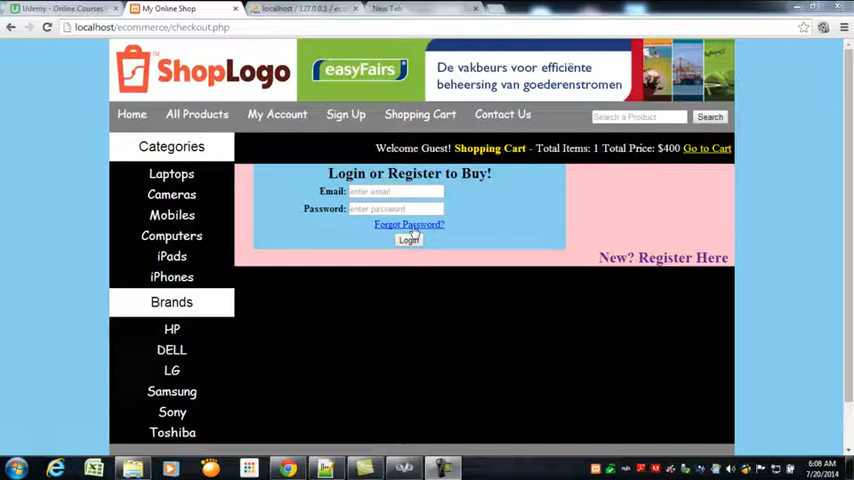 Udemy - Online Courses
My Online Shop
localhost / 127.0.0.1 / ec
New Tab
localhost/ecommerce/checkout.php
ShopLogo
TM
easyFairs
De vakbeurs voor efficiënte
beheersing van goederenstromen
Home
All Products
My Account
Sign Up
Shopping Cart
Contact Us
Search a Product
Search
Categories
Welcome Guest! Shopping Cart - Total Items: 1 Total Price: $400 Go to Cart
Login or Register to Buy!
Email: enter email
Password: enter password
Forgot Password?
Login
New? Register Here
Laptops
Cameras
Mobiles
Computers
iPads
iPhones
Brands
HP
DELL
LG
Samsung
Sony
Toshiba
6:08 AM
7/20/2014